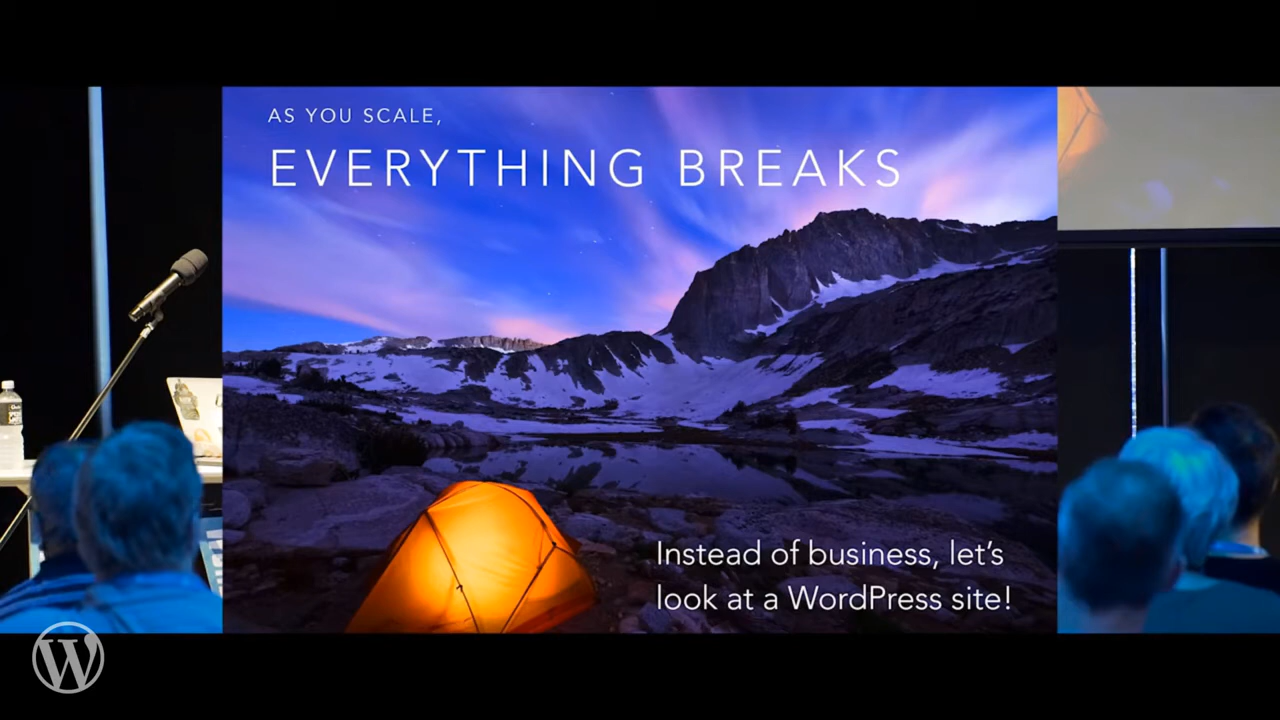 AS YOU SCALE,
EVERYTHING BREAKS
Instead of business, let's
look at a WordPress site!